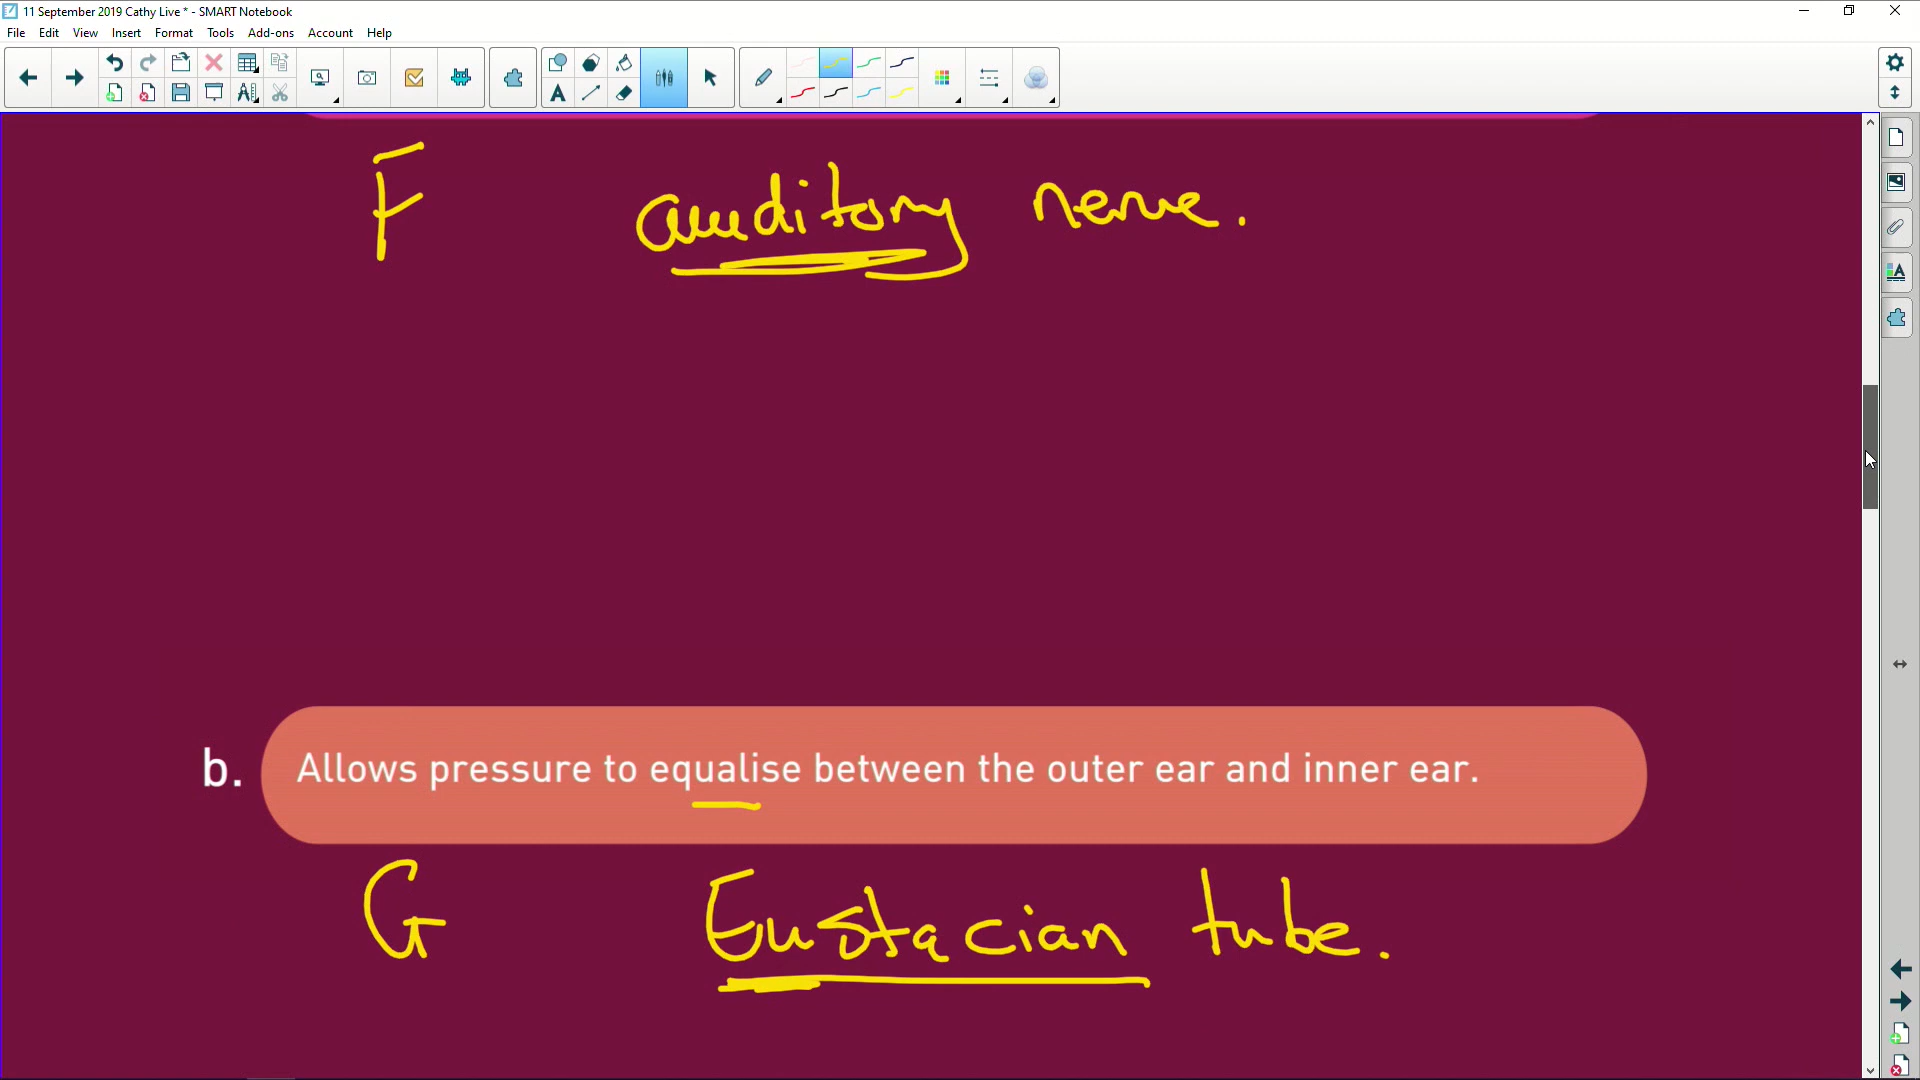 11 September 2019 Cathy Live * - SMART Notebook
File Edit View Insert Format Tools Add-ons Account Help
F auditory nerve.
b. Allows pressure to equalise between the outer ear and inner ear.
G Eustacian tube.